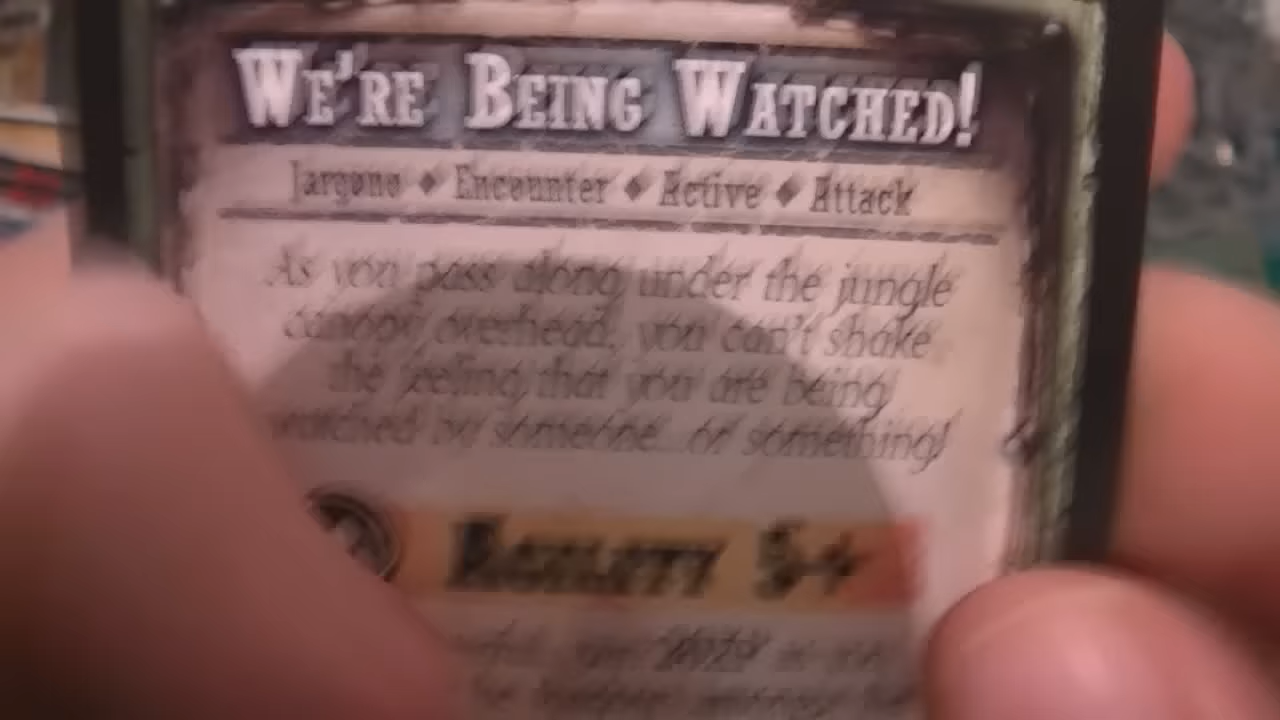 WE'RE BEING WATCHED!
Jargono ♦ Encounter ♦ Active ♦ Attack
As you pass along under the jungle
canopy overhead, you can't shake
the feeling that you are being
watched by someone... or something!
5+